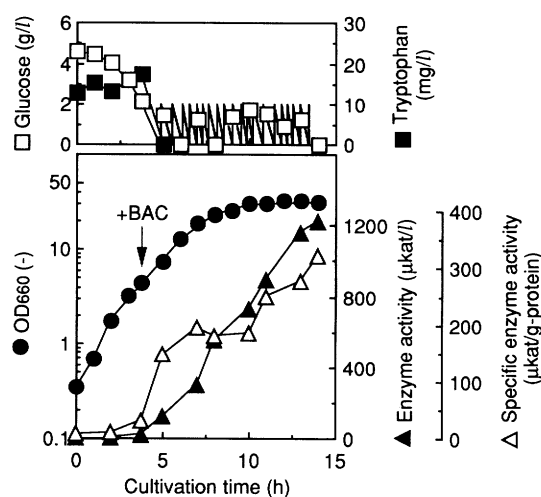 Glucose (g/l)
6
4
2
0
30
20
10
0
Tryptophan
(mg/l)
OD660 (-)
50
10
1
0.1
+BAC
1200
800
400
0
Enzyme activity (µkat/l)
400
300
200
100
0
Specific enzyme activity
(µkat/g-protein)
0
5
10
15
Cultivation time (h)